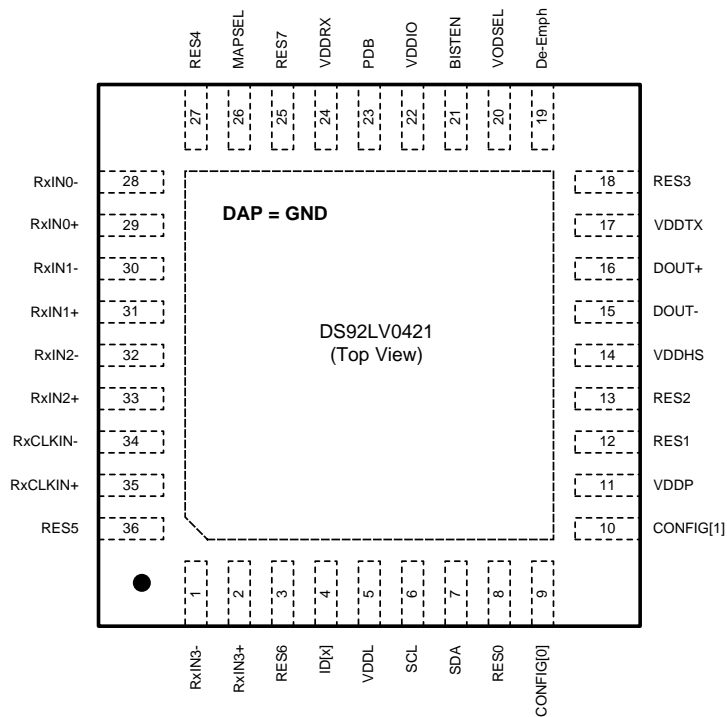 RES4
MAPSEL
RES7
VDDRX
PDB
VDDIO
BISTEN
VODSEL
De-Emph
27
26
25
24
23
22
21
20
19
RxIN0- 28
RxIN0+ 29
RxIN1- 30
RxIN1+ 31
RxIN2- 32
RxIN2+ 33
RxCLKIN- 34
RxCLKIN+ 35
RES5 36
DAP = GND
DS92LV0421
(Top View)
18 RES3
17 VDDTX
16 DOUT+
15 DOUT-
14 VDDHS
13 RES2
12 RES1
11 VDDP
10 CONFIG[1]
1
2
3
4
5
6
7
8
9
RxIN3-
RxIN3+
RES6
ID[x]
VDDL
SCL
SDA
RES0
CONFIG[0]